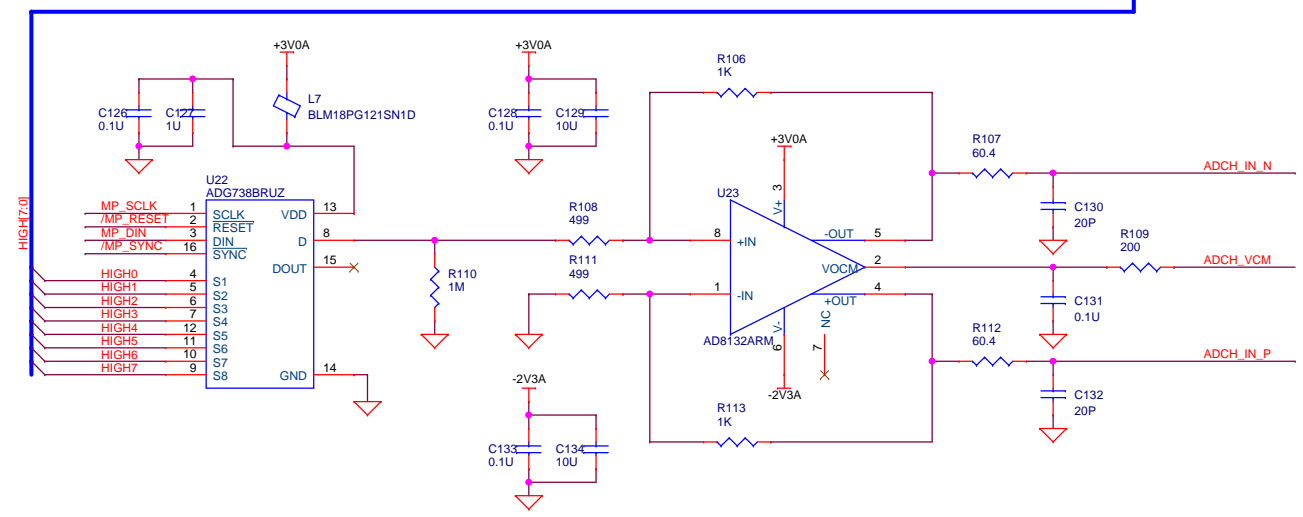 +3V0A
+3V0A
R106
1K
C126
0.1U
C127
1U
L7
BLM18PG121SN1D
C128
0.1U
C129
10U
+3V0A
R107
60.4
ADCH_IN_N
HIGH[7:0]
U22
ADG738BRUZ
MP_SCLK
1
SCLK
VDD
13
/MP_RESET
2
RESET
MP_DIN
3
DIN
D
8
/MP_SYNC
16
SYNC
DOUT
15
HIGH0
4
S1
HIGH1
5
S2
HIGH2
6
S3
HIGH3
7
S4
HIGH4
12
S5
HIGH5
11
S6
HIGH6
10
S7
HIGH7
9
S8
GND
14
R110
1M
R108
499
R111
499
U23
3
V+
8
+IN
-OUT
5
VOCM
2
1
-IN
+OUT
4
V-
6
NC
7
AD8132ARM
-2V3A
C130
20P
R109
200
ADCH_VCM
C131
0.1U
R112
60.4
ADCH_IN_P
C132
20P
-2V3A
C133
0.1U
C134
10U
R113
1K